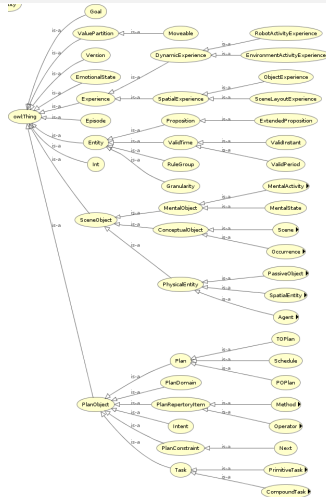 Goal
ValuePartition
Moveable
Version
EmotionalState
DynamicExperience
RobotActivityExperience
EnvironmentActivityExperience
Experience
SpatialExperience
ObjectExperience
SceneLayoutExperience
owlThing
Episode
Entity
Proposition
ExtendedProposition
ValidTime
ValidInstant
ValidPeriod
RuleGroup
Granularity
Int
SceneObject
MentalObject
MentalActivity
MentalState
ConceptualObject
Scene
Occurrence
PhysicalEntity
PassiveObject
SpatialEntity
Agent
PlanObject
Plan
TOPlan
Schedule
POPlan
PlanDomain
PlanRepertoryItem
Method
Operator
Intent
PlanConstraint
Next
Task
PrimitiveTask
CompoundTask